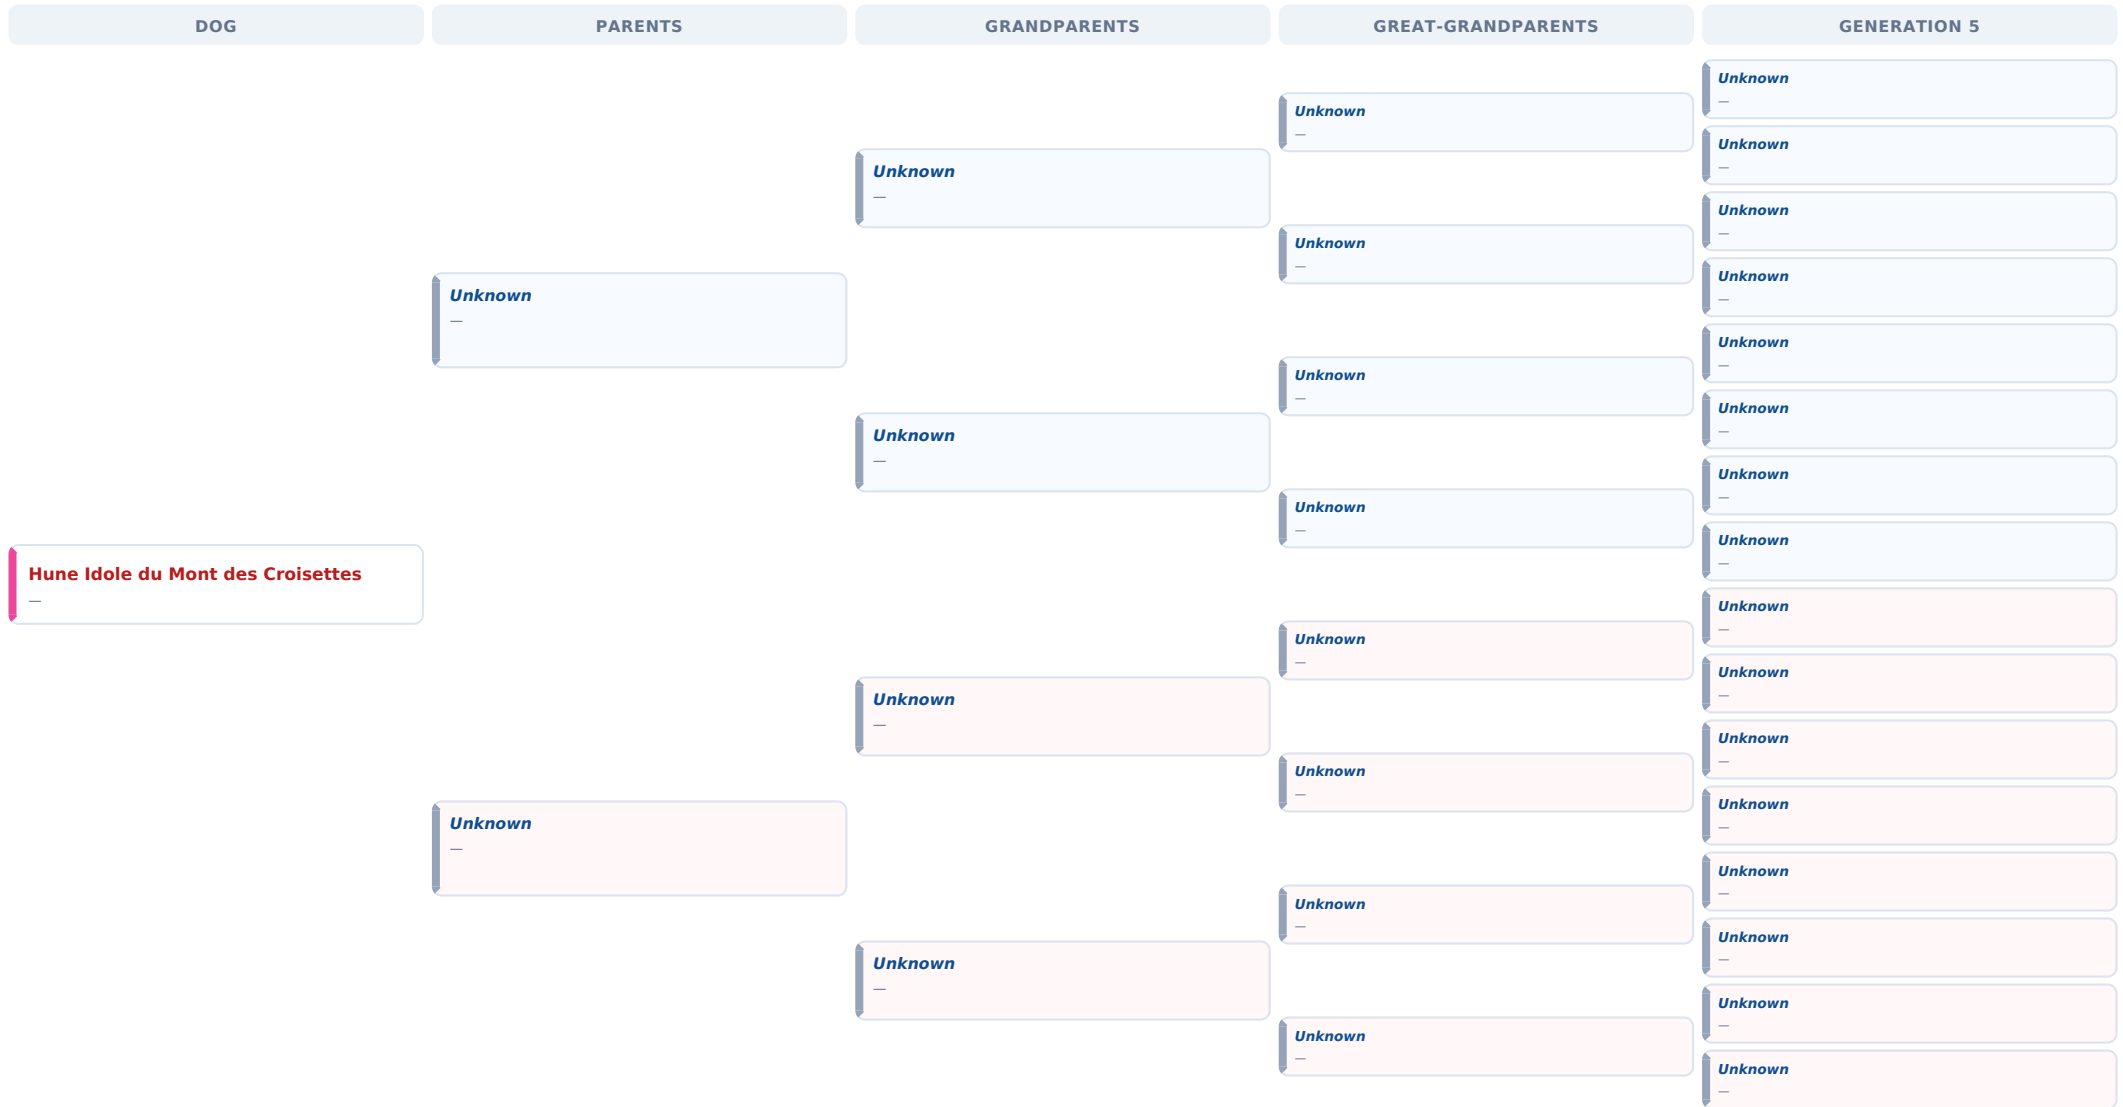 DOG
PARENTS
GRANDPARENTS
GREAT-GRANDPARENTS
GENERATION 5
Hune Idole du Mont des Croisettes
—
Unknown
—
Unknown
—
Unknown
—
Unknown
—
Unknown
—
Unknown
—
Unknown
—
Unknown
—
Unknown
—
Unknown
—
Unknown
—
Unknown
—
Unknown
—
Unknown
—
Unknown
—
Unknown
—
Unknown
—
Unknown
—
Unknown
—
Unknown
—
Unknown
—
Unknown
—
Unknown
—
Unknown
—
Unknown
—
Unknown
—
Unknown
—
Unknown
—
Unknown
—
Unknown
—